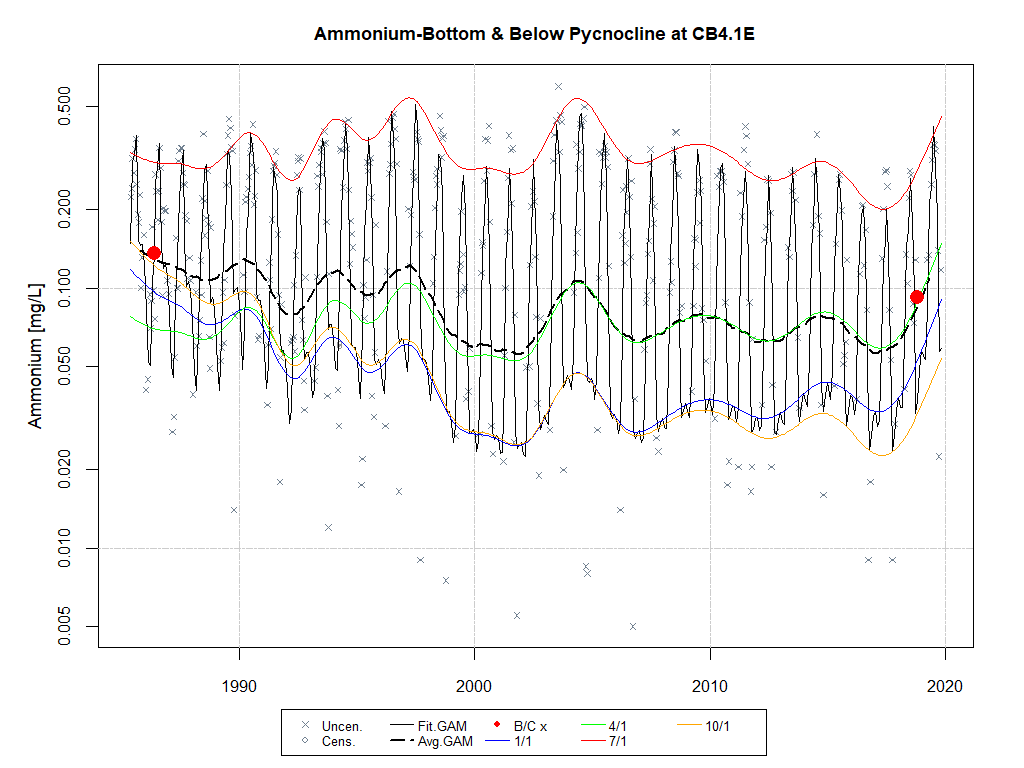 Ammonium-Bottom & Below Pycnocline at CB4.1E
Ammonium [mg/L]
0.500
0.200
0.100
0.050
0.020
0.010
0.005
1990 2000 2010 2020
Uncen. Fit.GAM B/C x 4/1 10/1
Cens. Avg.GAM 1/1 7/1